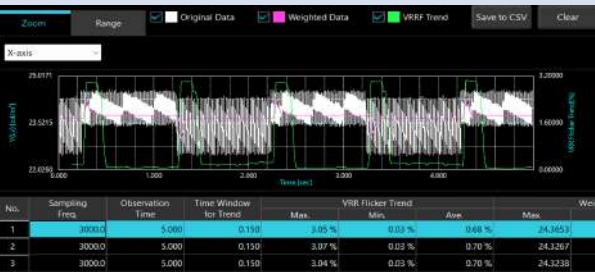 Zoom
Range
Original Data
Weighted Data
VRRF Trend
Save to CSV
Clear
X-axis
25.0171
3.20000
23.5215
1.60000
22.0260
0.00000
0.000
1.000
2.000
3.000
4.000
Time [sec]
VRR Flicker Trend[%]
No.
Sampling Freq.
Observation Time
Time Window for Trend
VRR Flicker Trend
Max.
Min.
Ave.
Max
1 3000.0 5.000 0.150 3.05 % 0.03 % 0.68 % 24.3653
2 3000.0 5.000 0.150 3.07 % 0.03 % 0.70 % 24.3267
3 3000.0 5.000 0.150 3.04 % 0.03 % 0.70 % 24.3238